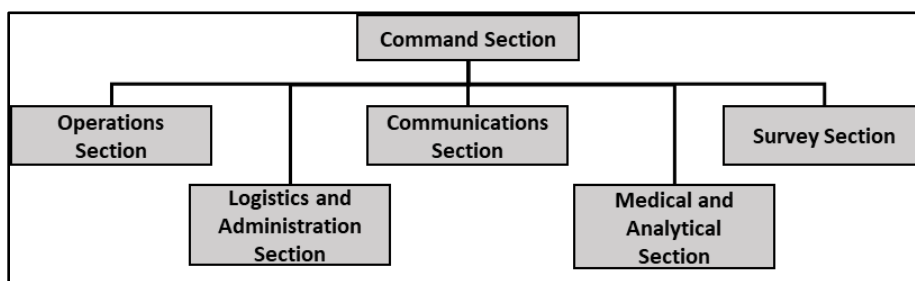 Command Section
Operations
Section
Communications
Section
Survey Section
Logistics and
Administration
Section
Medical and
Analytical
Section